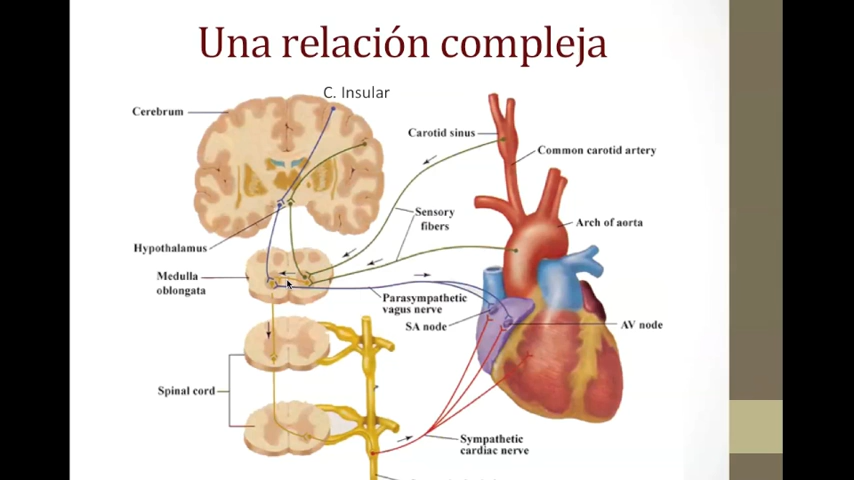 Una relación compleja
C. Insular
Cerebrum
Carotid sinus
Common carotid artery
Sensory
fibers
Arch of aorta
Hypothalamus
Medulla
oblongata
Parasympathetic
vagus nerve
SA node
AV node
Spinal cord
Sympathetic
cardiac nerve